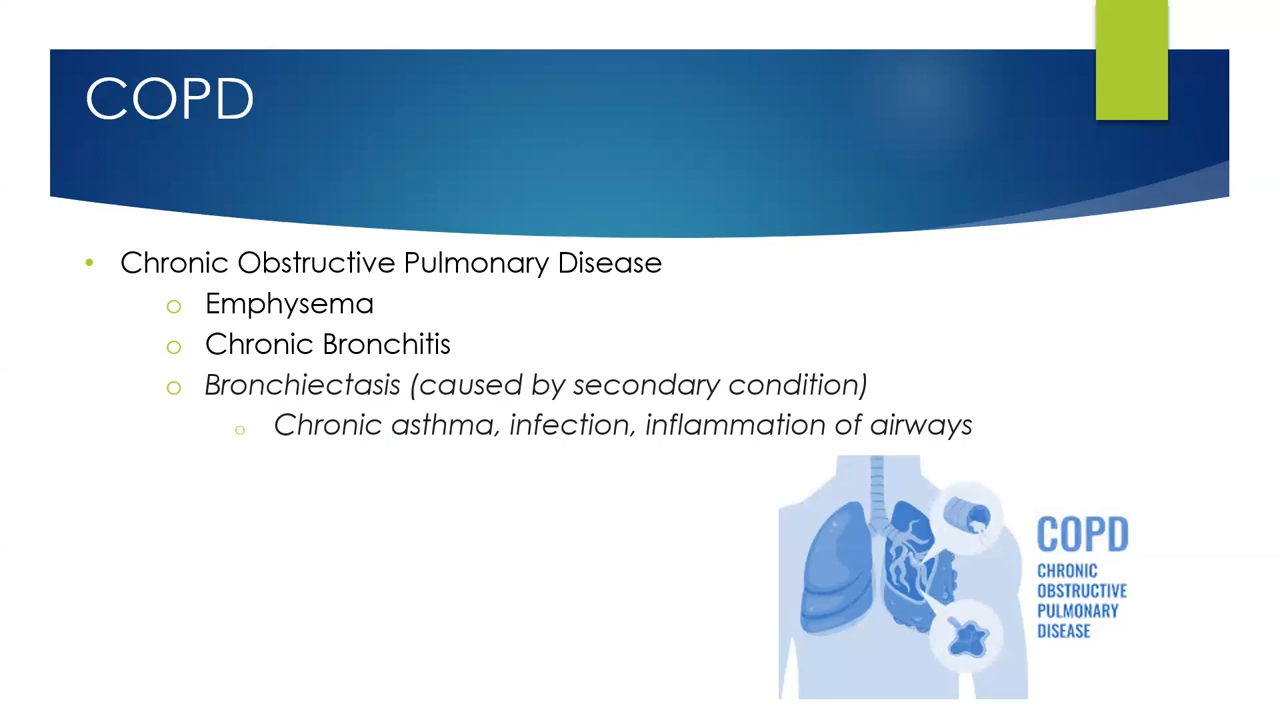 COPD
• Chronic Obstructive Pulmonary Disease
o Emphysema
o Chronic Bronchitis
o Bronchiectasis (caused by secondary condition)
o Chronic asthma, infection, inflammation of airways
COPD
CHRONIC
OBSTRUCTIVE
PULMONARY
DISEASE